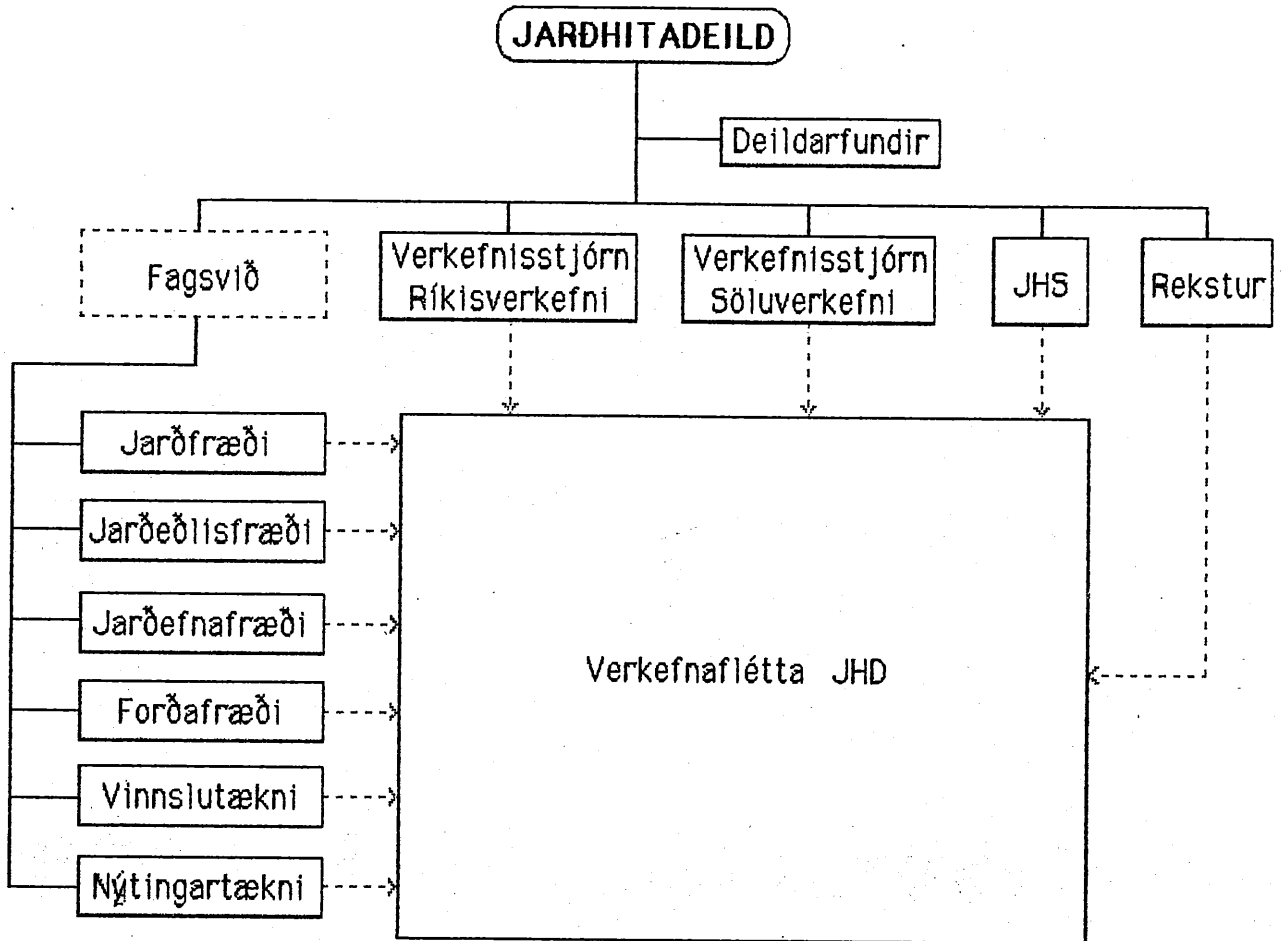 JARÐHITADEILD
Deildarfundir
Fagsvið
Verkefnisstjórn
Ríkisverkefni
Verkefnisstjórn
Söluverkefni
JHS
Rekstur
Jarðfræði
Jarðeðlisfræði
Jarðefnafræði
Forðafræði
Vinnslutækni
Nýtingartækni
Verkefnaflétta JHD